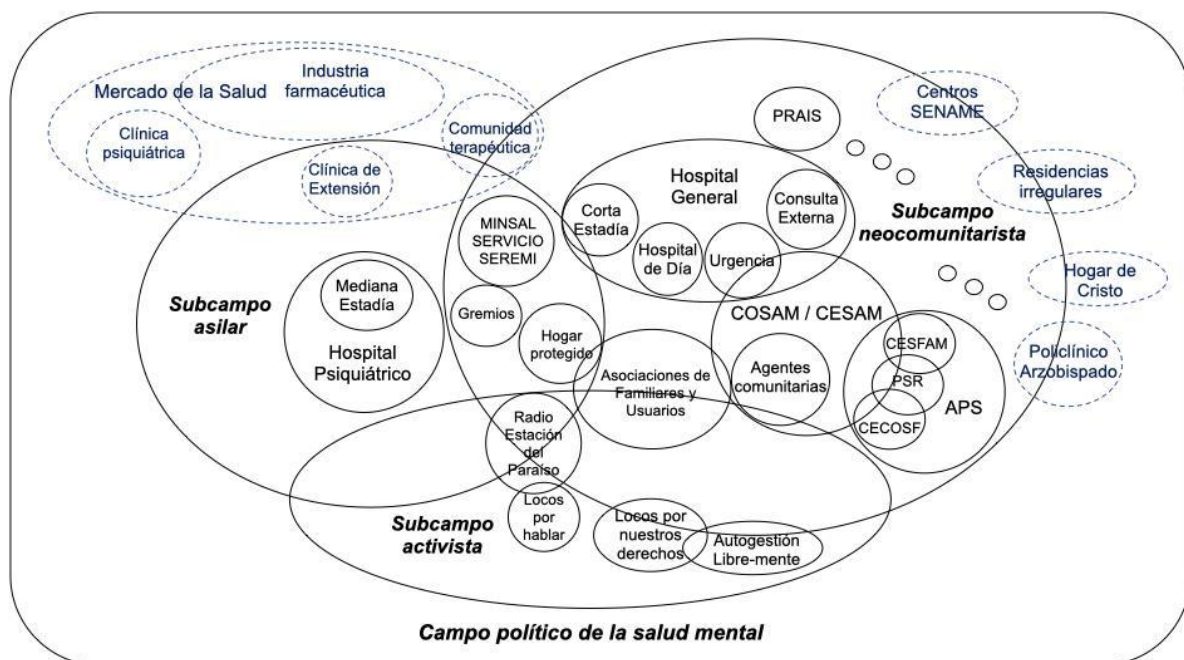 Mercado de la Salud
Industria
farmacéutica
Clínica
psiquiátrica
Clínica de
Extensión
Comunidad
terapéutica
PRAIS
Centros
SENAME
Residencias
irregulares
Hogar de
Cristo
Policlínico
Arzobispado
Hospital
General
Corta
Estadía
Hospital
de Día
Urgencia
Consulta
Externa
Subcampo
neocomunitarista
MINSAL
SERVICIO
SEREMI
Gremios
Hogar
protegido
Subcampo
asilar
Mediana
Estadía
Hospital
Psiquiátrico
COSAM / CESAM
Agentes
comunitarias
Asociaciones de
Familiares y
Usuarios
CESFAM
PSR
CECOSF
APS
Radio
Estación
del
Paraíso
Locos
por
hablar
Subcampo
activista
Locos por
nuestros
derechos
Autogestión
Libre-mente
Campo político de la salud mental